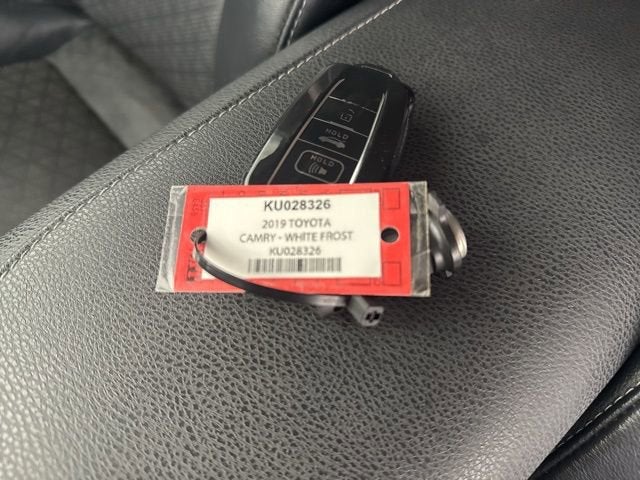 HOLD
HOLD
KU028326
2019 TOYOTA
CAMRY - WHITE FROST
KU028326